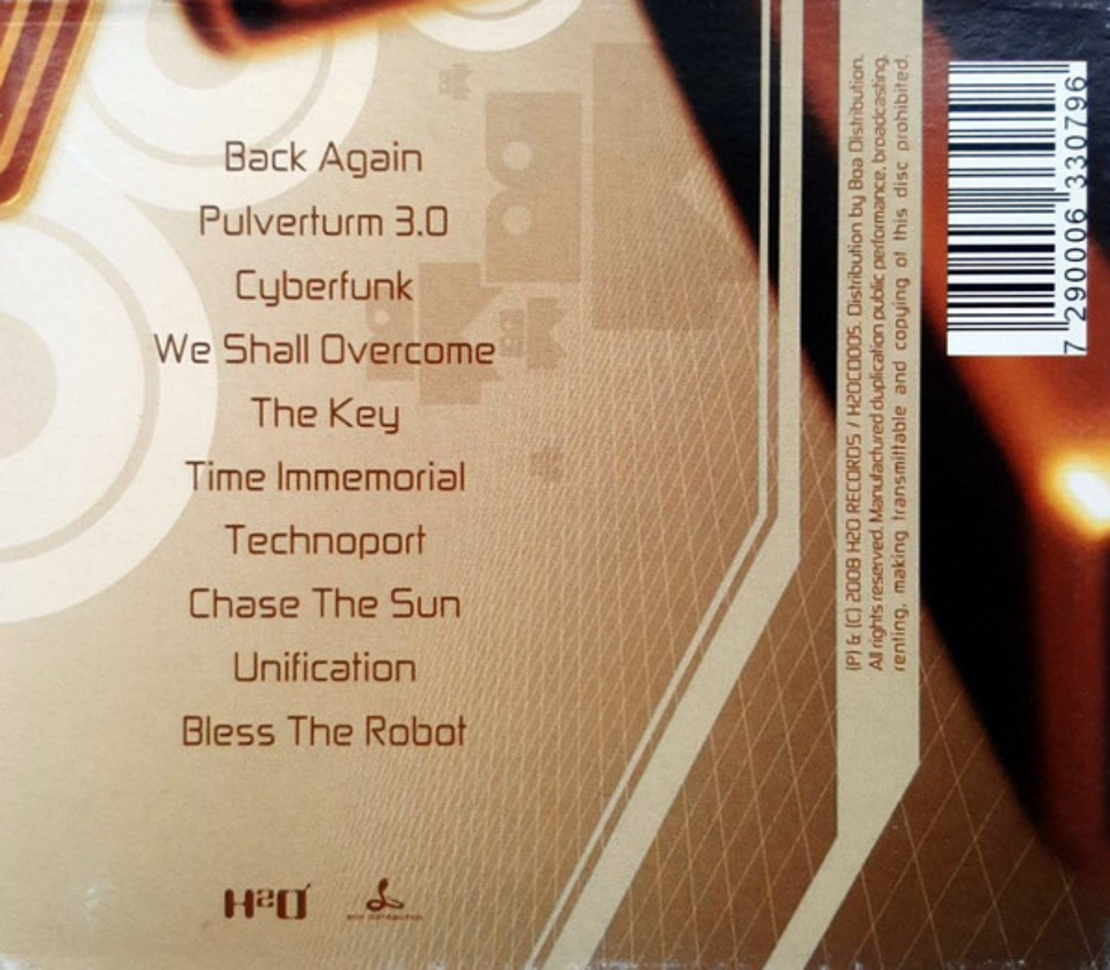 Back Again
Pulverturm 3.0
Cyberfunk
We Shall Overcome
The Key
Time Immemorial
Technoport
Chase The Sun
Unification
Bless The Robot
H2O
BOA DISTRIBUTION
(P) & (C) 2008 H2O RECORDS / H2OCD005. Distribution by Boa Distribution.
All rights reserved. Manufactured duplication public performance, broadcasting,
renting, making transmittable and copying of this disc prohibited.
7 290006 330796